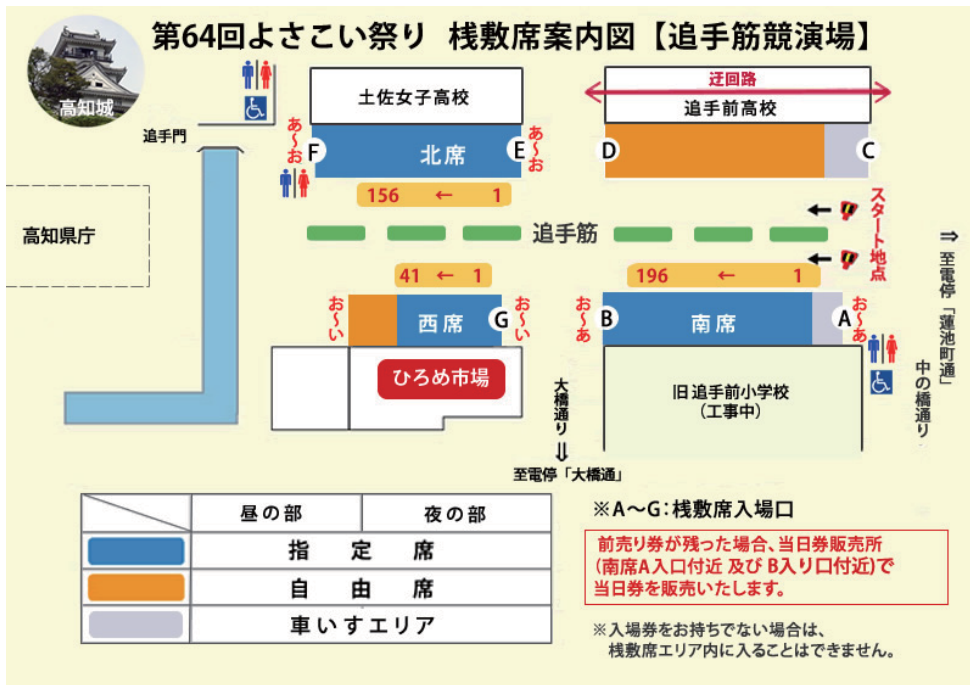 第64回よさこい祭り 桟敷席案内図【追手筋競演場】
高知城
追手門
高知県庁
土佐女子高校
迂回路
追手前高校
あ～お
F
北席
E
あ～お
D
C
156 ← 1
追手筋
←
←
スタート地点
41 ← 1
196 ← 1
お～い
西席
G
お～い
お～あ
B
南席
A
お～あ
ひろめ市場
旧追手前小学校
(工事中)
大橋通り
⇓
至電停「大橋通」
⇒ 至電停「蓮池町通」
中の橋通り
昼の部 夜の部
指定席
自由席
車いすエリア
※A～G:桟敷席入場口
前売り券が残った場合、当日券販売所
(南席A入口付近 及び B入り口付近)で
当日券を販売いたします。
※入場券をお持ちでない場合は、
桟敷席エリア内に入ることはできません。